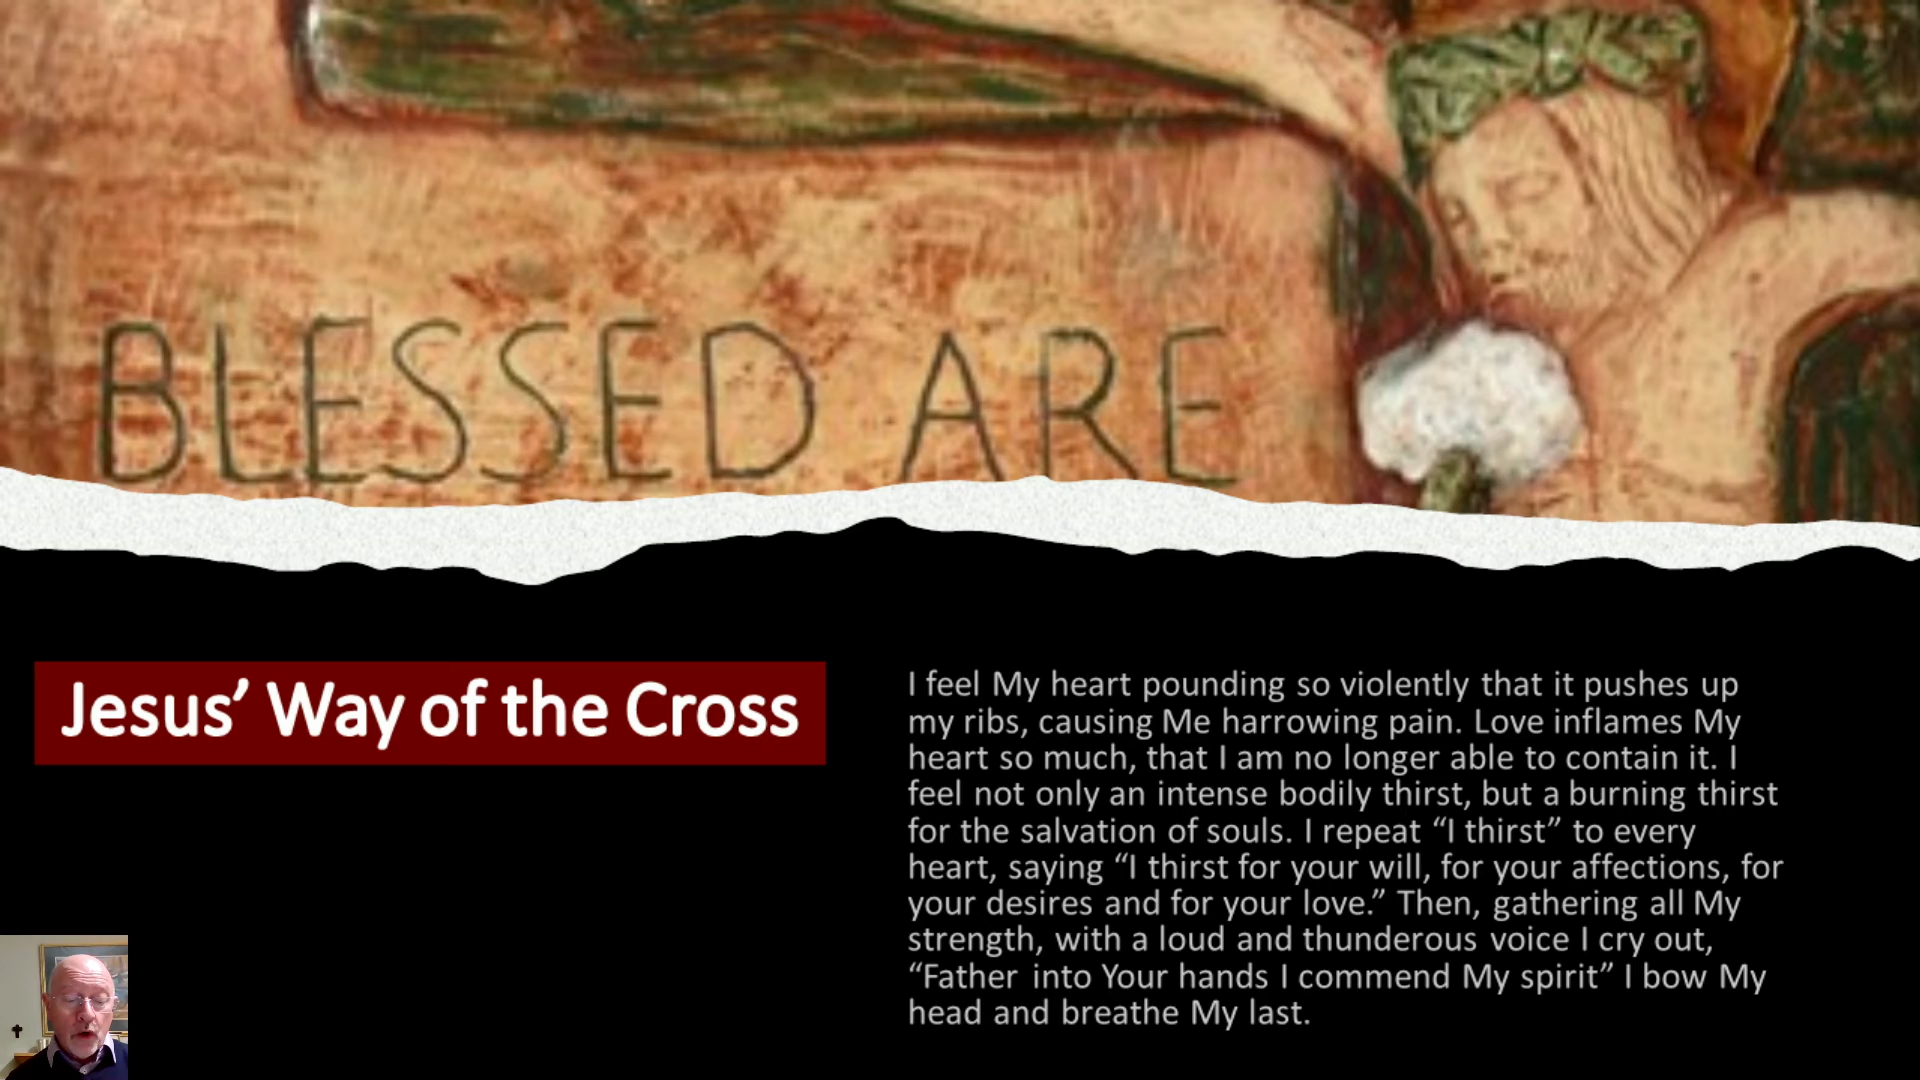 BLESSED ARE
Jesus’ Way of the Cross
I feel My heart pounding so violently that it pushes up
my ribs, causing Me harrowing pain. Love inflames My
heart so much, that I am no longer able to contain it. I
feel not only an intense bodily thirst, but a burning thirst
for the salvation of souls. I repeat “I thirst” to every
heart, saying “I thirst for your will, for your affections, for
your desires and for your love.” Then, gathering all My
strength, with a loud and thunderous voice I cry out,
“Father into Your hands I commend My spirit” I bow My
head and breathe My last.